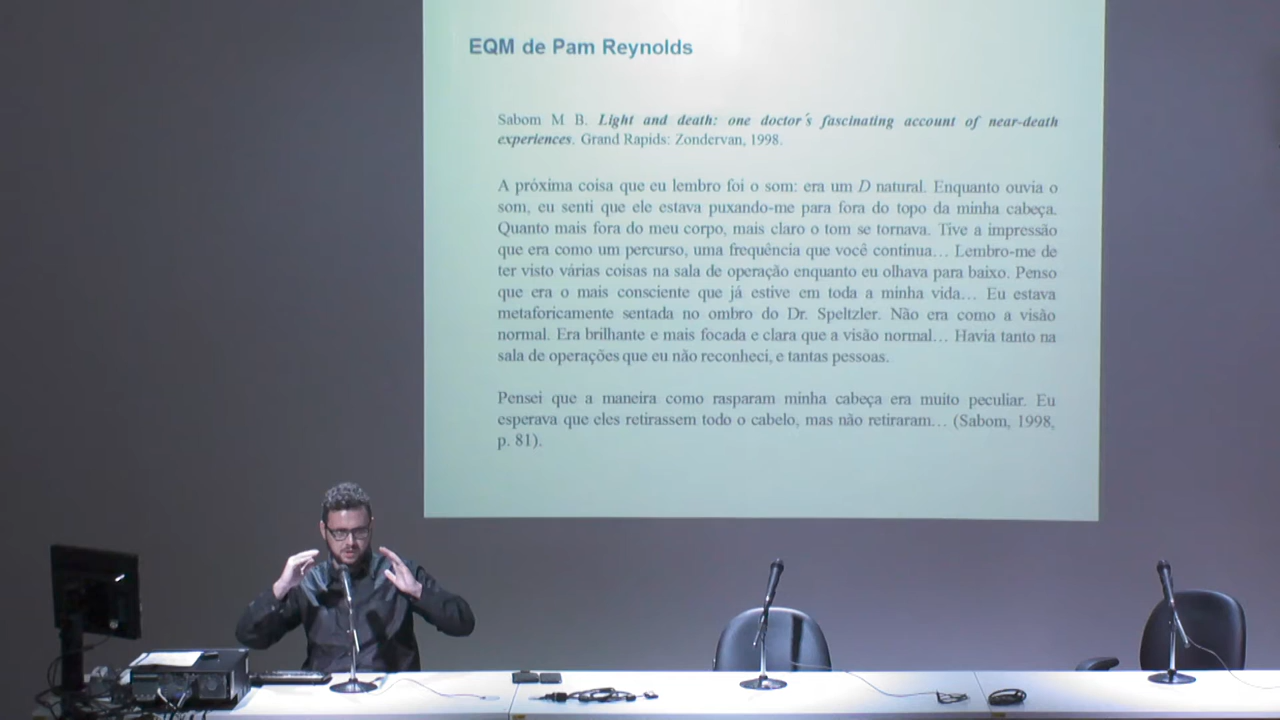 EQM de Pam Reynolds
Sabom M B. Light and death: one doctor´s fascinating account of near-death
experiences. Grand Rapids: Zondervan, 1998.
A próxima coisa que eu lembro foi o som: era um D natural. Enquanto ouvia o
som, eu senti que ele estava puxando-me para fora do topo da minha cabeça.
Quanto mais fora do meu corpo, mais claro o tom se tornava. Tive a impressão
que era como um percurso, uma frequência que você continua... Lembro-me de
ter visto várias coisas na sala de operação enquanto eu olhava para baixo. Penso
que era o mais consciente que já estive em toda a minha vida... Eu estava
metaforicamente sentada no ombro do Dr. Speltzler. Não era como a visão
normal. Era brilhante e mais focada e clara que a visão normal... Havia tanto na
sala de operações que eu não reconheci, e tantas pessoas.
Pensei que a maneira como rasparam minha cabeça era muito peculiar. Eu
esperava que eles retirassem todo o cabelo, mas não retiraram... (Sabom, 1998,
p. 81).